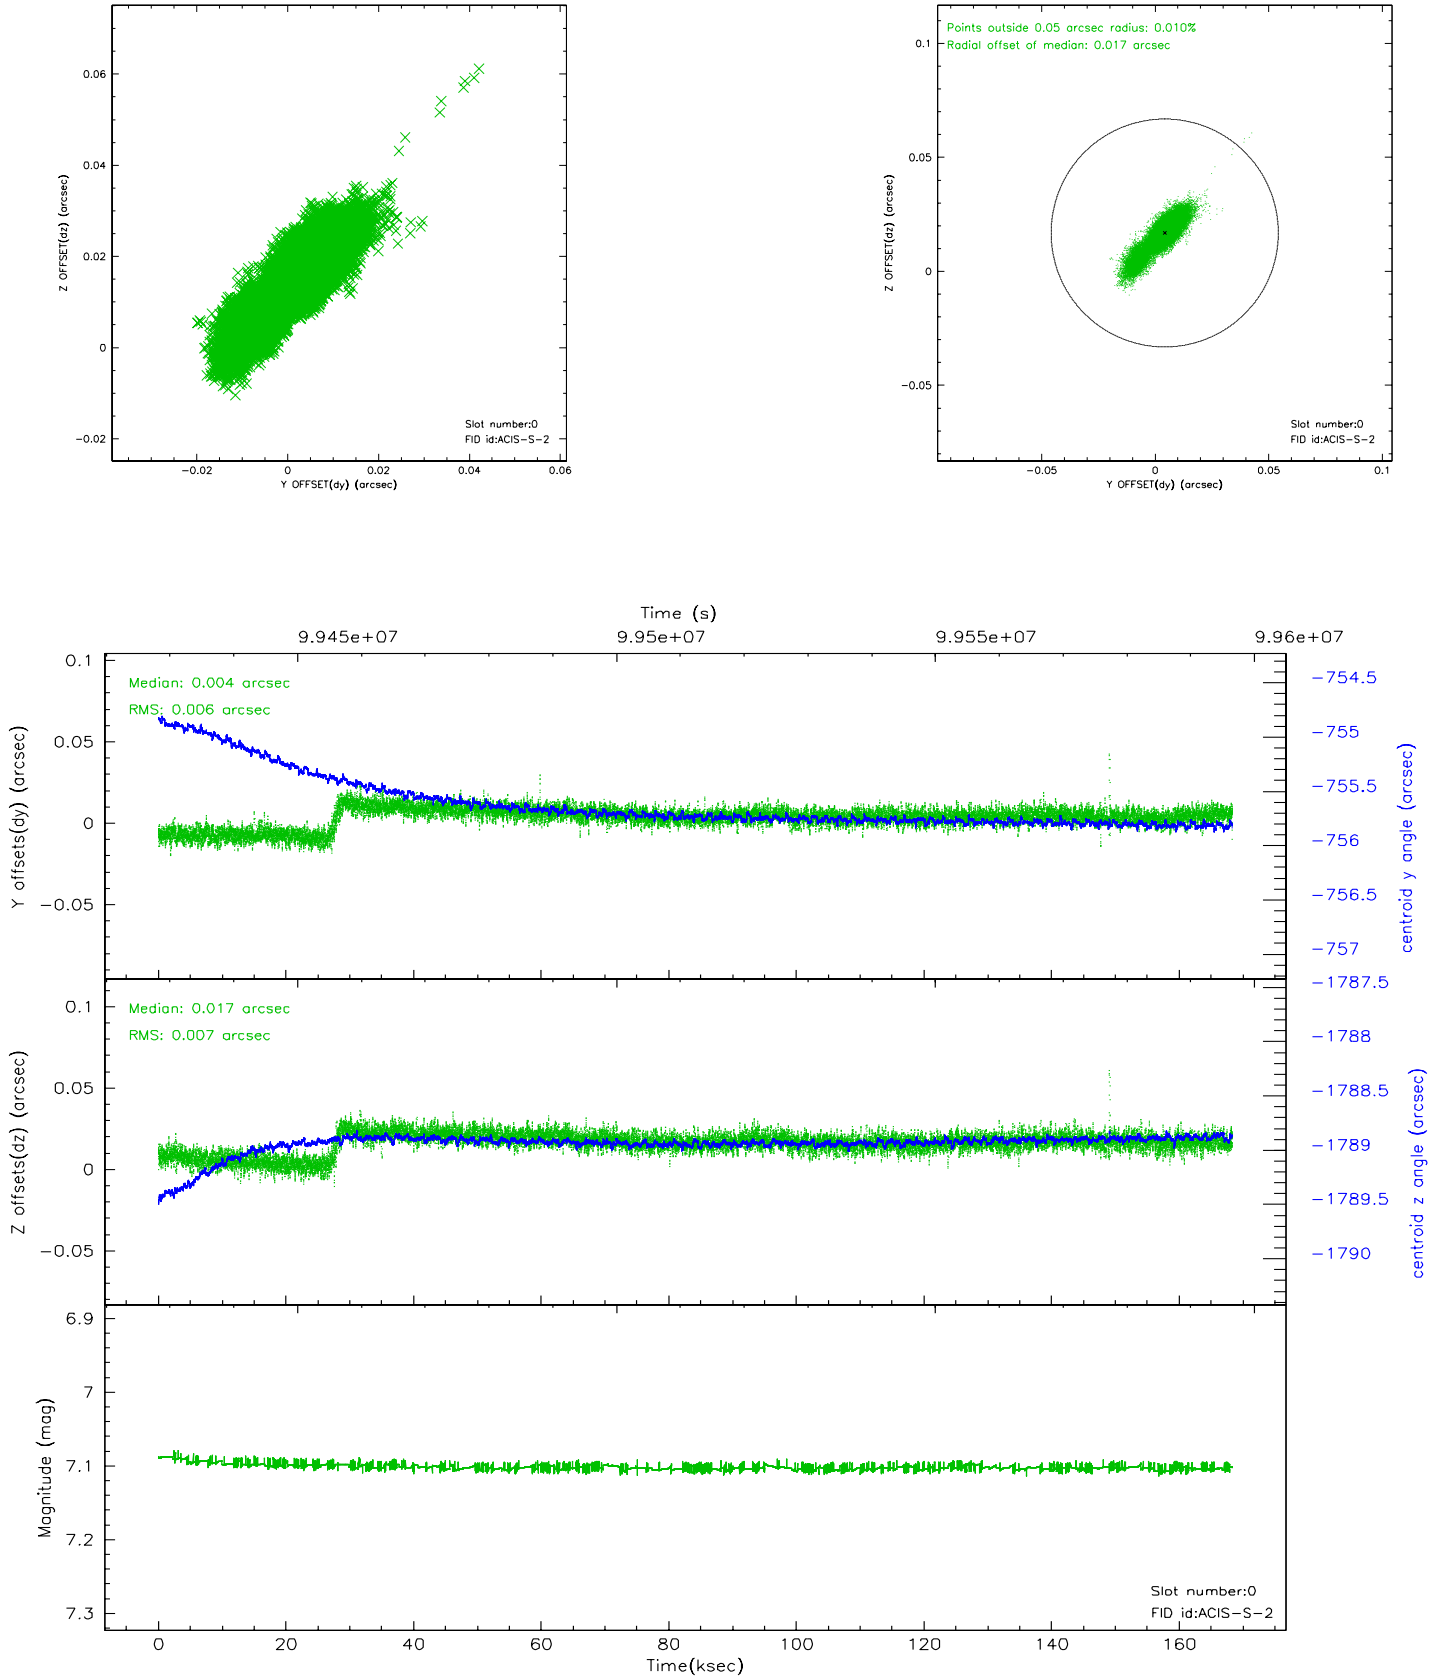 0.06
0.04
0.02
0
−0.02
Z OFFSET(dz) (arcsec)
−0.02 0 0.02 0.04 0.06
Y OFFSET(dy) (arcsec)
Slot number:0
FID id:ACIS−S−2
Points outside 0.05 arcsec radius: 0.010%
Radial offset of median: 0.017 arcsec
0.1
0.05
0
−0.05
Z OFFSET(dz) (arcsec)
−0.05 0 0.05 0.1
Y OFFSET(dy) (arcsec)
Slot number:0
FID id:ACIS−S−2
Time (s)
9.945e+07 9.95e+07 9.955e+07 9.96e+07
Median: 0.004 arcsec
RMS: 0.006 arcsec
0.1
0.05
0
−0.05
Y offsets(dy) (arcsec)
−754.5
−755
−755.5
−756
−756.5
−757
centroid y angle (arcsec)
Median: 0.017 arcsec
RMS: 0.007 arcsec
0.1
0.05
0
−0.05
Z offsets(dz) (arcsec)
−1787.5
−1788
−1788.5
−1789
−1789.5
−1790
centroid z angle (arcsec)
6.9
7
7.1
7.2
7.3
Magnitude (mag)
Slot number:0
FID id:ACIS−S−2
0 20 40 60 80 100 120 140 160
Time(ksec)